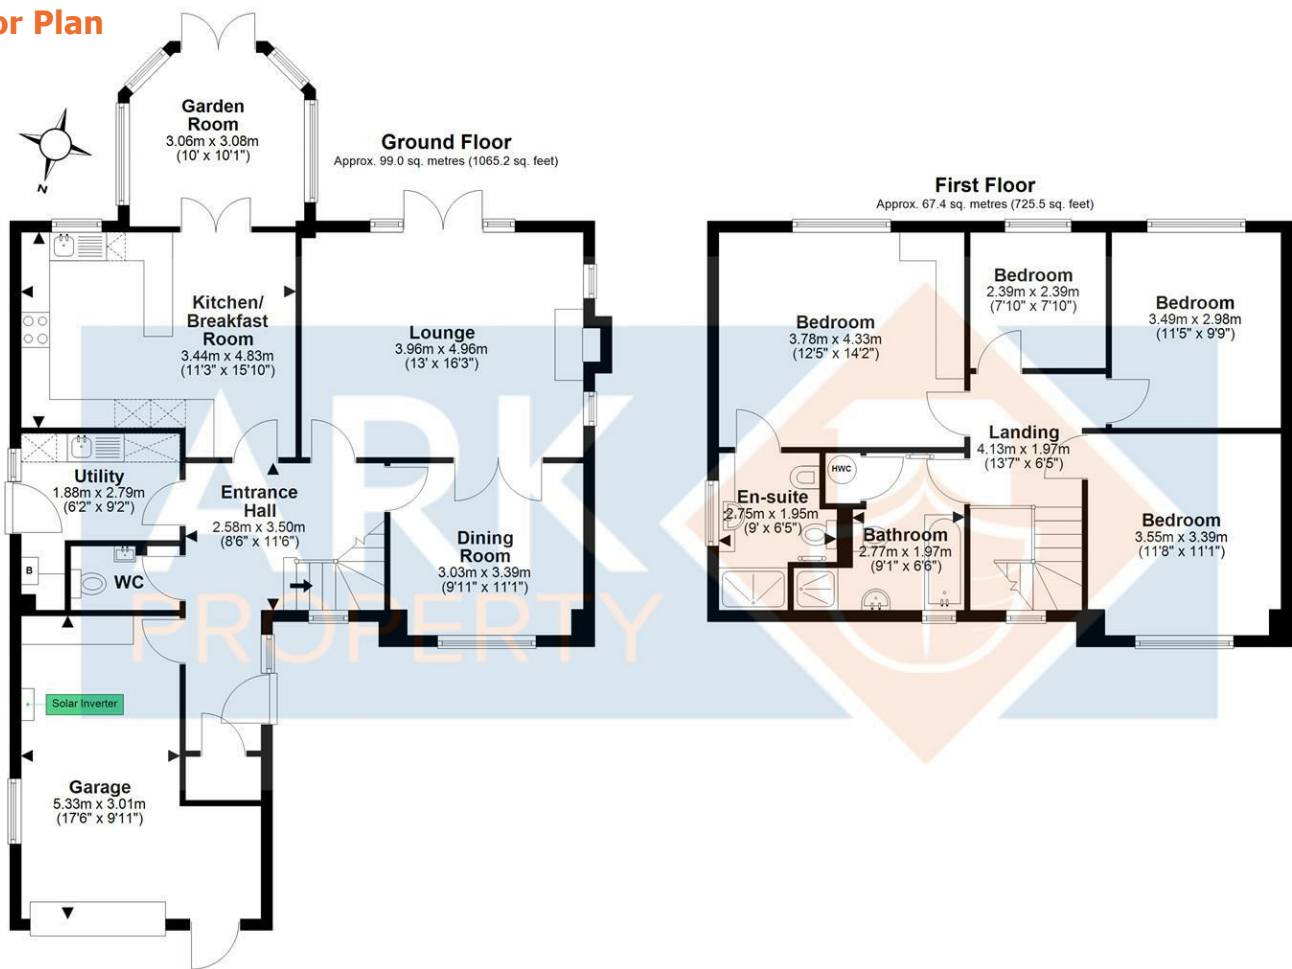 or Plan
Garden
Room
3.06m x 3.08m
(10' x 10'1")
N
Ground Floor
Approx. 99.0 sq. metres (1065.2 sq. feet)
Kitchen/
Breakfast
Room
3.44m x 4.83m
(11'3" x 15'10")
Lounge
3.96m x 4.96m
(13' x 16'3")
Utility
1.88m x 2.79m
(6'2" x 9'2")
Entrance
Hall
2.58m x 3.50m
(8'6" x 11'6")
Dining
Room
3.03m x 3.39m
(9'11" x 11'1")
B
WC
Solar Inverter
Garage
5.33m x 3.01m
(17'6" x 9'11")
First Floor
Approx. 67.4 sq. metres (725.5 sq. feet)
Bedroom
3.78m x 4.33m
(12'5" x 14'2")
Bedroom
2.39m x 2.39m
(7'10" x 7'10")
Bedroom
3.49m x 2.98m
(11'5" x 9'9")
Landing
4.13m x 1.97m
(13'7" x 6'5")
HWC
En-suite
2.75m x 1.95m
(9' x 6'5")
Bathroom
2.77m x 1.97m
(9'1" x 6'6")
Bedroom
3.55m x 3.39m
(11'8" x 11'1")
ARK
PROPERTY